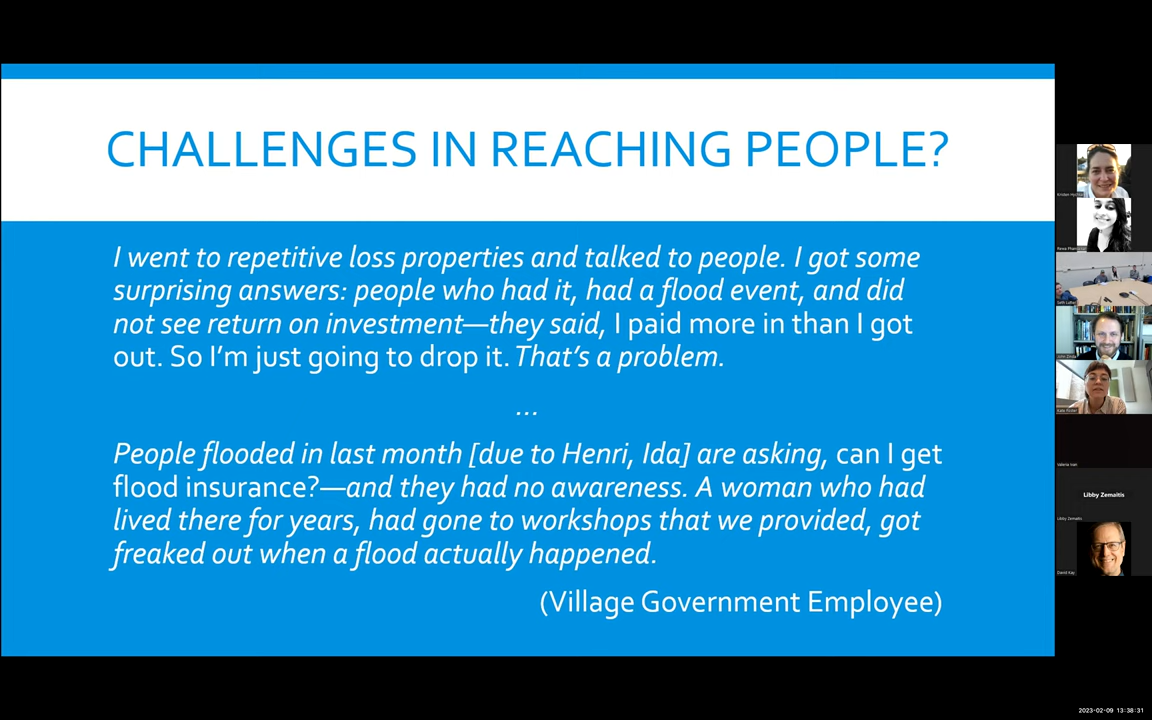 CHALLENGES IN REACHING PEOPLE?
I went to repetitive loss properties and talked to people. I got some
surprising answers: people who had it, had a flood event, and did
not see return on investment—they said, I paid more in than I got
out. So I'm just going to drop it. That's a problem.
…
People flooded in last month [due to Henri, Ida] are asking, can I get
flood insurance?—and they had no awareness. A woman who had
lived there for years, had gone to workshops that we provided, got
freaked out when a flood actually happened.
(Village Government Employee)
Libby Zemaitis
Libby Zemaitis
David Kay
2023-02-09 13:38:31